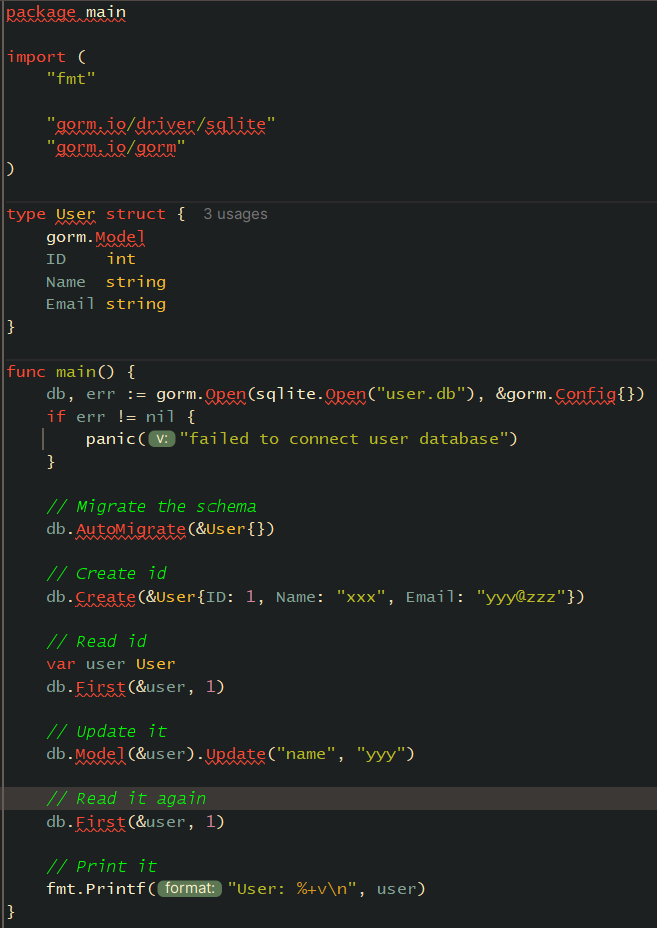 package main

import (
    "fmt"

    "gorm.io/driver/sqlite"
    "gorm.io/gorm"
)

type User struct {  3 usages
    gorm.Model
    ID    int
    Name  string
    Email string
}

func main() {
    db, err := gorm.Open(sqlite.Open("user.db"), &gorm.Config{})
    if err != nil {
        panic( v: "failed to connect user database")
    }

    // Migrate the schema
    db.AutoMigrate(&User{})

    // Create id
    db.Create(&User{ID: 1, Name: "xxx", Email: "yyy@zzz"})

    // Read id
    var user User
    db.First(&user, 1)

    // Update it
    db.Model(&user).Update("name", "yyy")

    // Read it again
    db.First(&user, 1)

    // Print it
    fmt.Printf( format: "User: %+v\n", user)
}